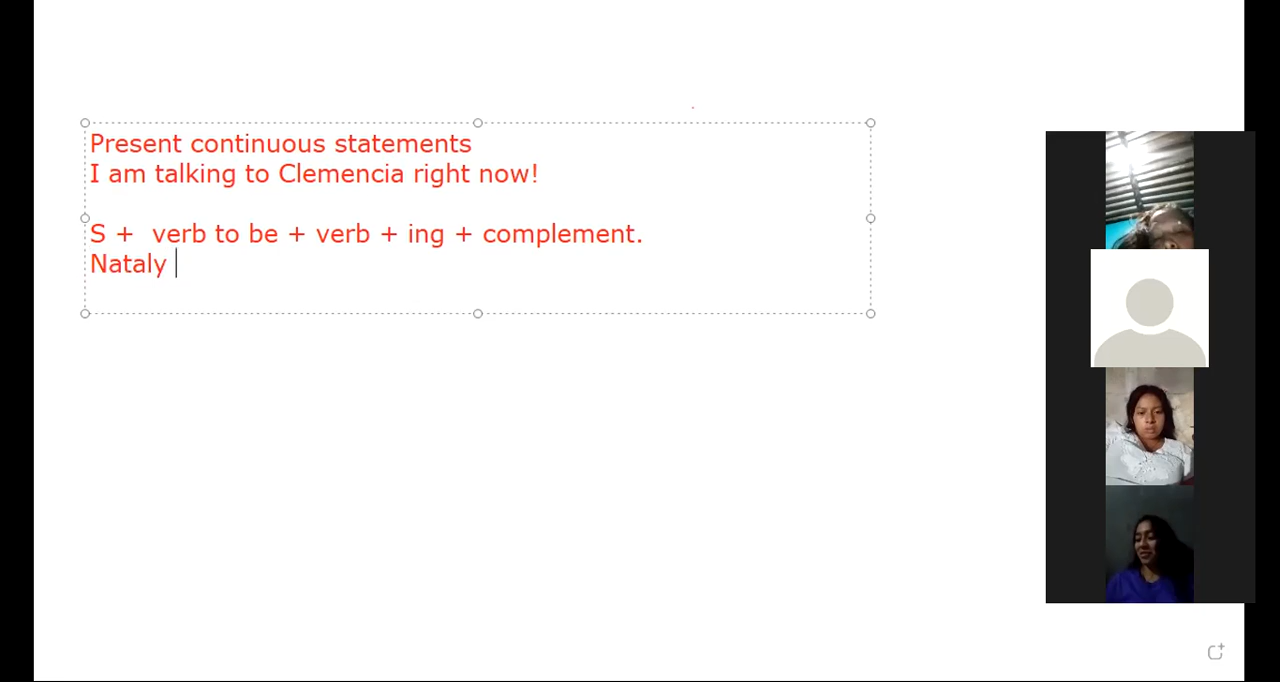 Present continuous statements
I am talking to Clemencia right now!
S + verb to be + verb + ing + complement.
Nataly